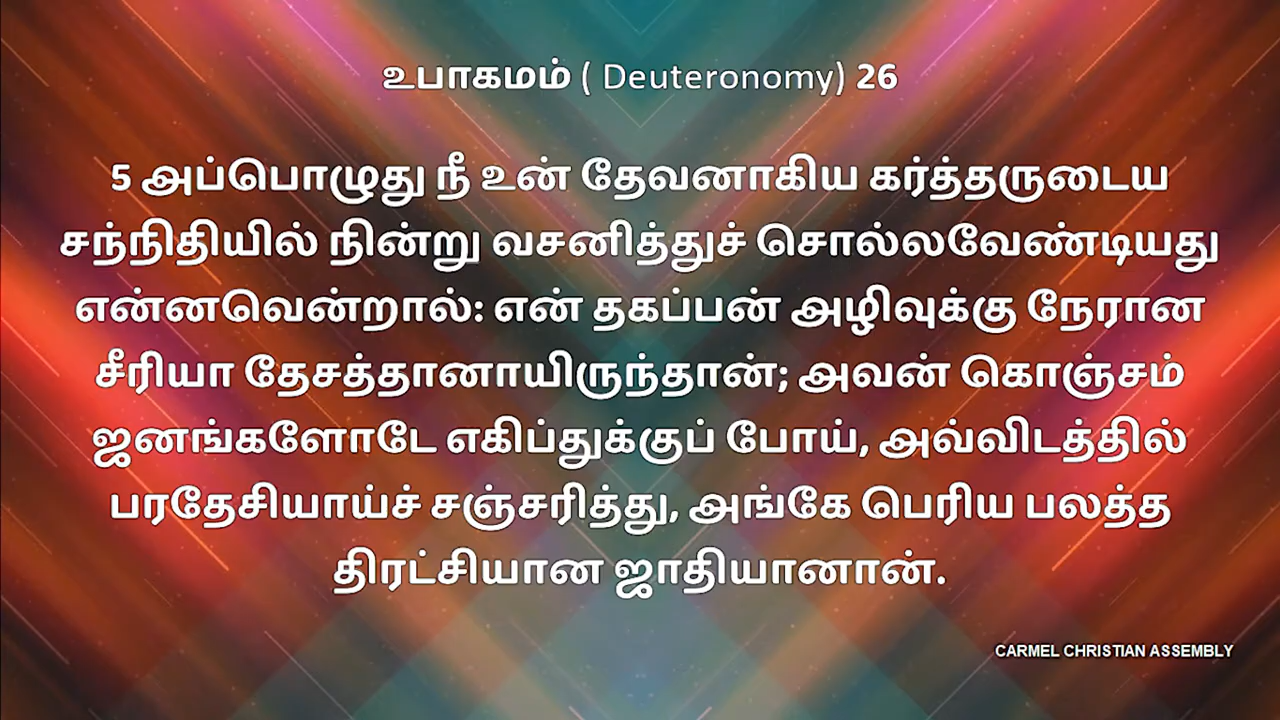 உபாகமம் ( Deuteronomy) 26
5 அப்பொழுது நீ உன் தேவனாகிய கர்த்தருடைய
சந்நிதியில் நின்று வசனித்துச் சொல்லவேண்டியது
என்னவென்றால்: என் தகப்பன் அழிவுக்கு நேரான
சீரியா தேசத்தானாயிருந்தான்; அவன் கொஞ்சம்
ஜனங்களோடே எகிப்துக்குப் போய், அவ்விடத்தில்
பரதேசியாய்ச் சஞ்சரித்து, அங்கே பெரிய பலத்த
திரட்சியான ஜாதியானான்.
CARMEL CHRISTIAN ASSEMBLY